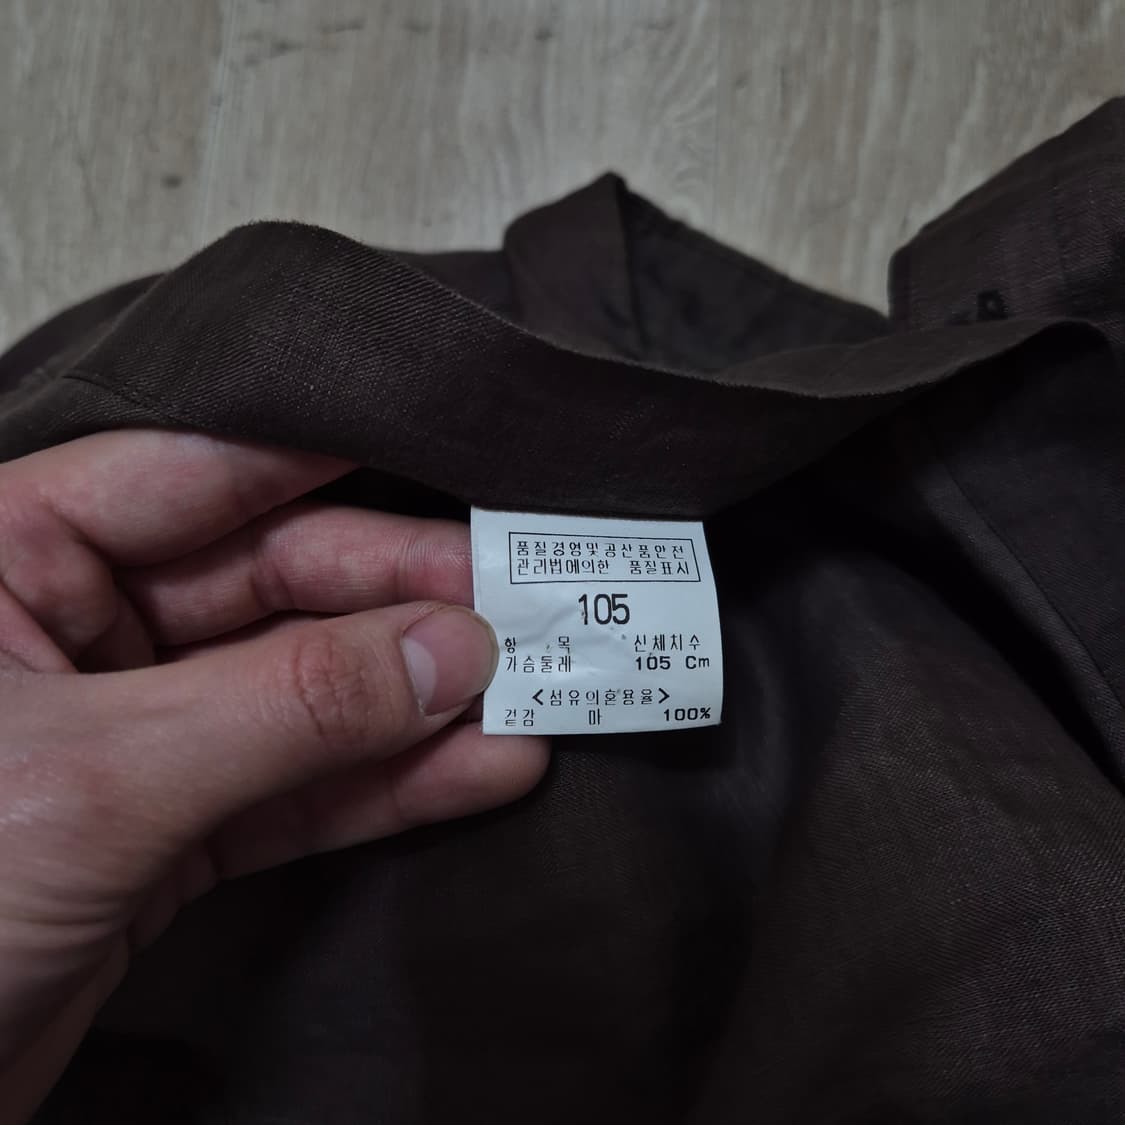 품질경영및공산품안전
관리법에의한 품질표시
105
항 목 신체치수
가슴둘레 105 Cm
<섬유의혼용율>
겉감 마 100%